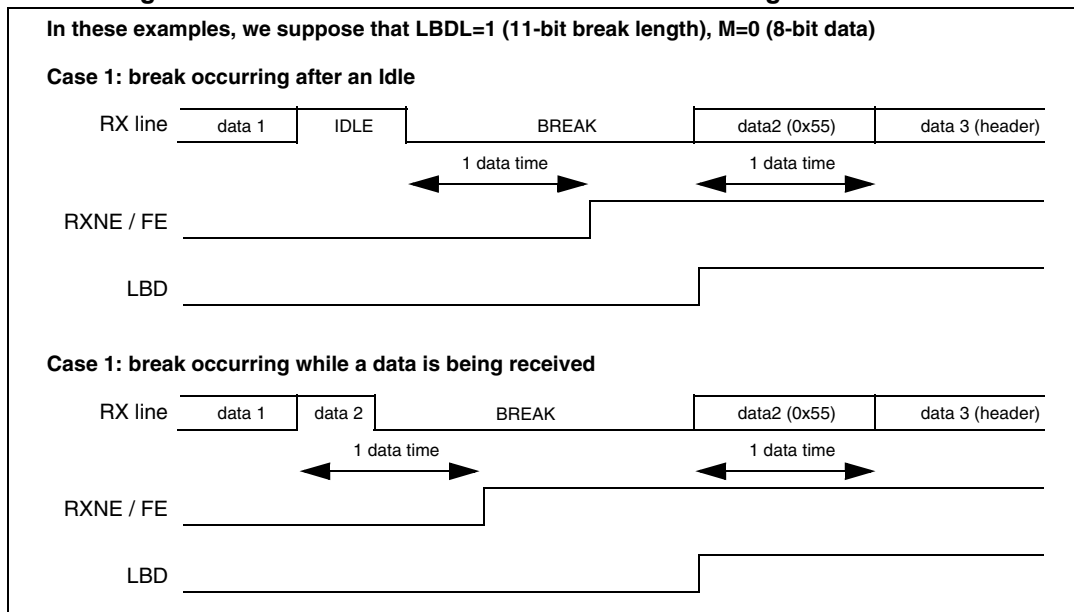 In these examples, we suppose that LBDL=1 (11-bit break length), M=0 (8-bit data)
Case 1: break occurring after an Idle
RX line data 1 IDLE BREAK data2 (0x55) data 3 (header)
1 data time 1 data time
RXNE / FE
LBD
Case 1: break occurring while a data is being received
RX line data 1 data 2 BREAK data2 (0x55) data 3 (header)
1 data time 1 data time
RXNE / FE
LBD